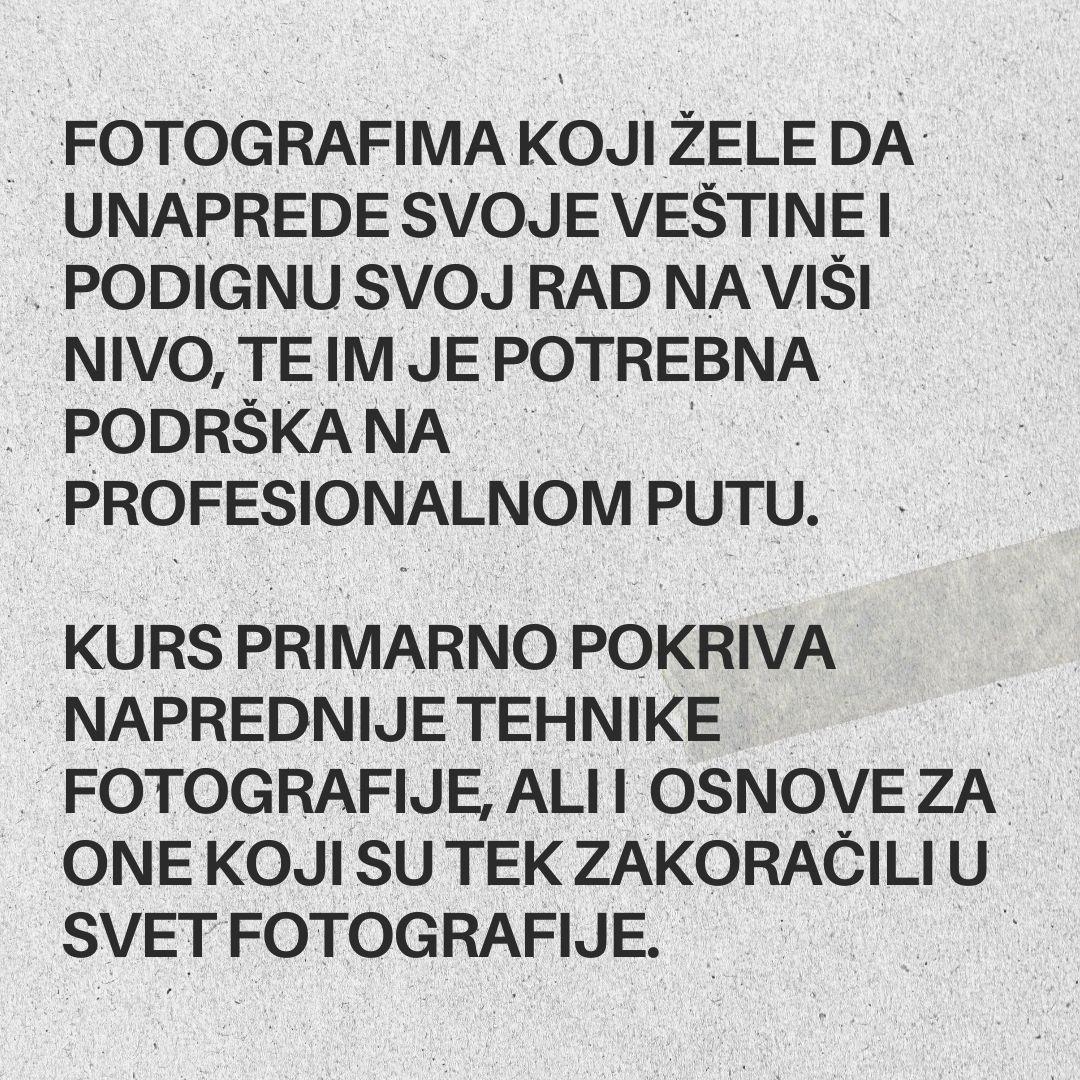 FOTOGRAFIMA KOJI ŽELE DA
UNAPREDE SVOJE VEŠTINE I
PODIGNU SVOJ RAD NA VIŠI
NIVO, TE IM JE POTREBNA
PODRŠKA NA
PROFESIONALNOM PUTU.
KURS PRIMARNO POKRIVA
NAPREDNIJE TEHNIKE
FOTOGRAFIJE, ALI I  OSNOVE ZA
ONE KOJI SU TEK ZAKORAČILI U
SVET FOTOGRAFIJE.